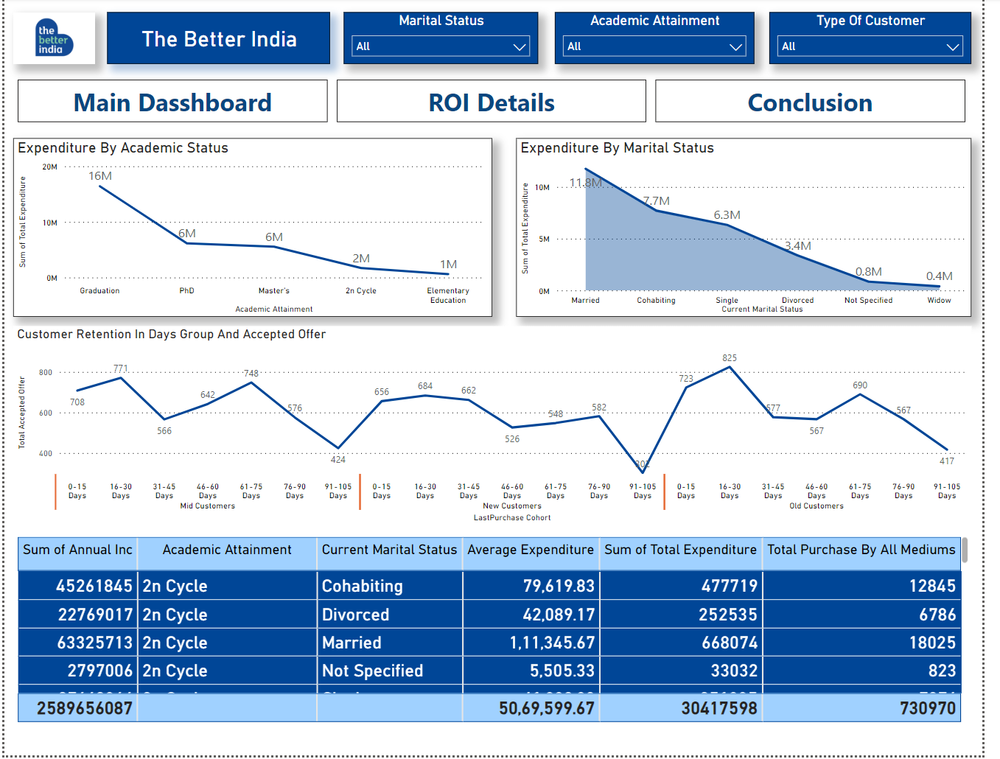 the
better
india
The Better India
Marital Status
All
Academic Attainment
All
Type Of Customer
All
Main Dasshboard
ROI Details
Conclusion
Expenditure By Academic Status
Sum of Total Expenditure
20M
10M
0M
16M
6M
6M
2M
1M
Graduation
PhD
Master's
2n Cycle
Elementary
Education
Academic Attainment
Expenditure By Marital Status
Sum of Total Expenditure
10M
5M
0M
11.8M
7.7M
6.3M
3.4M
0.8M
0.4M
Married
Cohabiting
Single
Divorced
Not Specified
Widow
Current Marital Status
Customer Retention In Days Group And Accepted Offer
Total Accepted Offer
800
600
400
708
771
566
642
748
576
424
656
684
662
526
548
582
723
825
577
567
690
567
417
0-15 Days
16-30 Days
31-45 Days
46-60 Days
61-75 Days
76-90 Days
91-105 Days
0-15 Days
16-30 Days
31-45 Days
46-60 Days
61-75 Days
76-90 Days
91-105 Days
0-15 Days
16-30 Days
31-45 Days
46-60 Days
61-75 Days
76-90 Days
91-105 Days
Mid Customers
New Customers
Old Customers
LastPurchase Cohort
Sum of Annual Inc Academic Attainment Current Marital Status Average Expenditure Sum of Total Expenditure Total Purchase By All Mediums
45261845 2n Cycle Cohabiting 79,619.83 477719 12845
22769017 2n Cycle Divorced 42,089.17 252535 6786
63325713 2n Cycle Married 1,11,345.67 668074 18025
2797006 2n Cycle Not Specified 5,505.33 33032 823
2589656087 50,69,599.67 30417598 730970